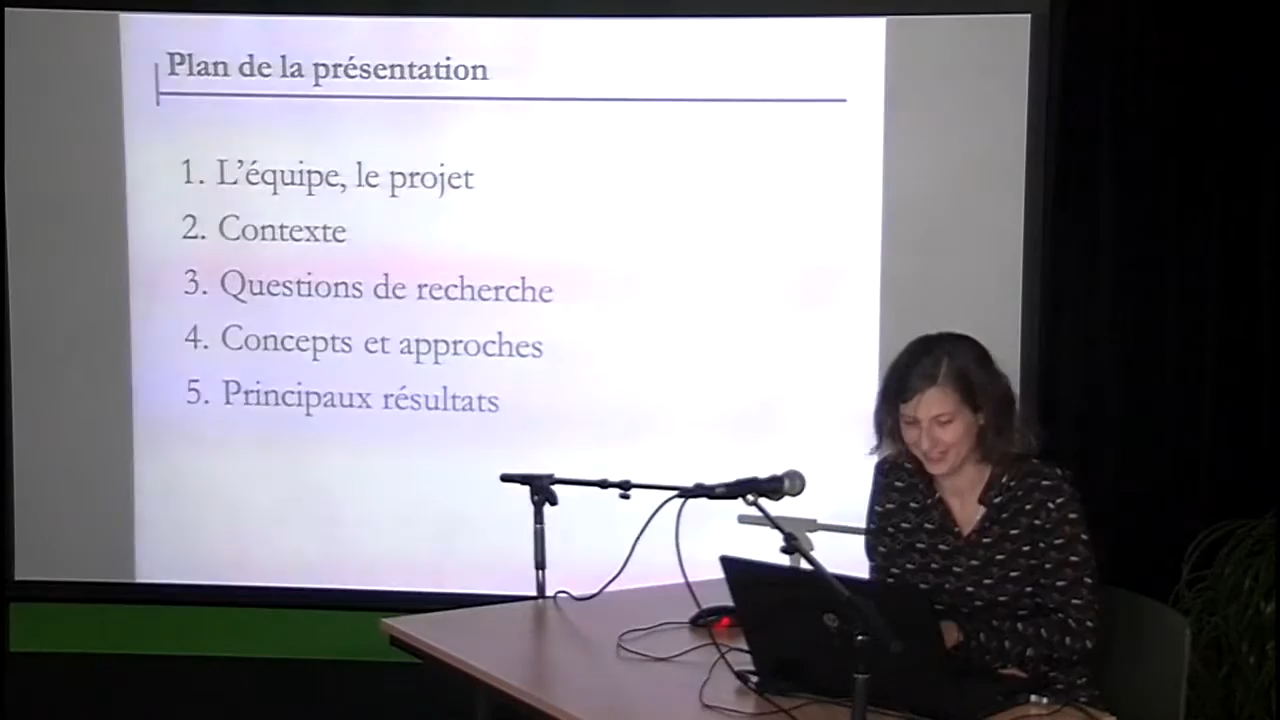 Plan de la présentation
1. L'équipe, le projet
2. Contexte
3. Questions de recherche
4. Concepts et approches
5. Principaux résultats